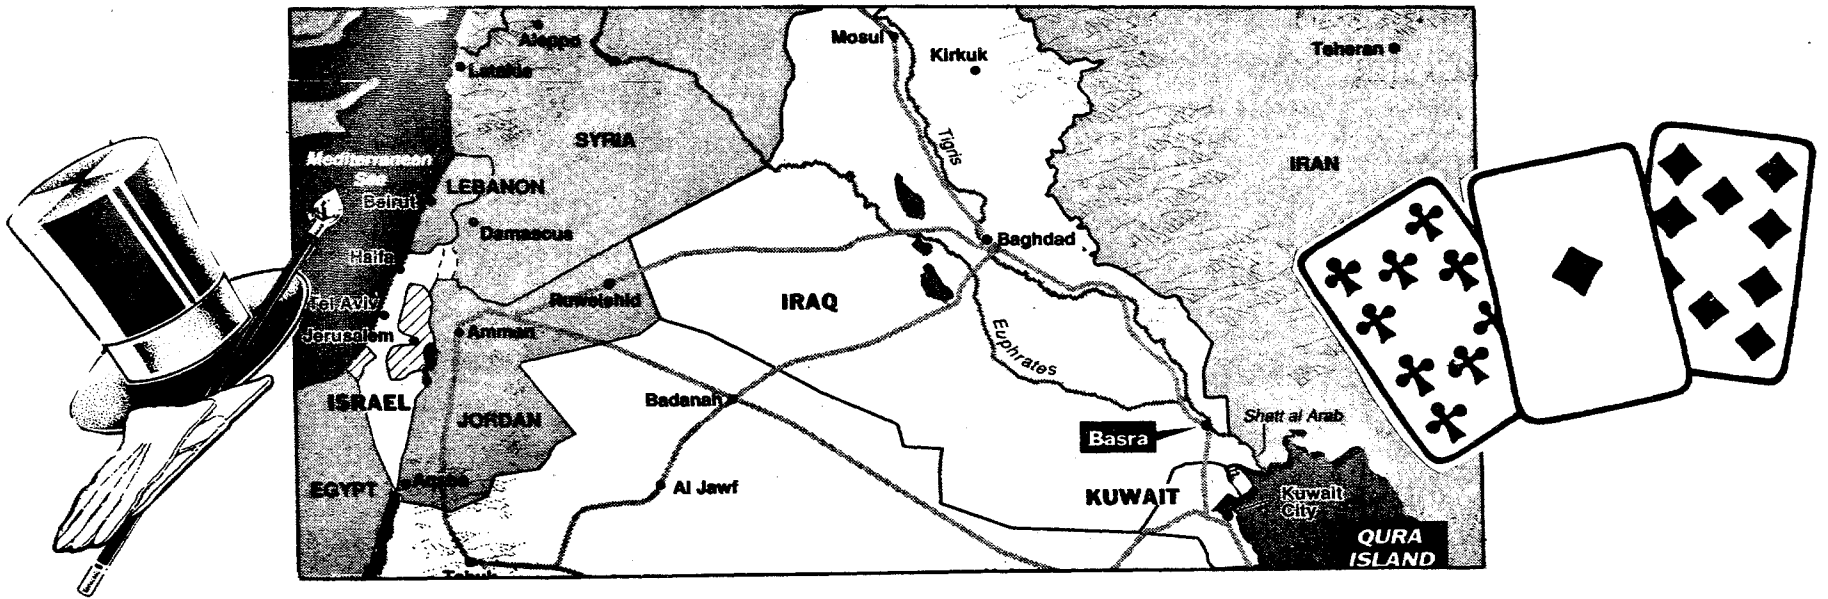 Aleppo
Latakia
Mosul
Kirkuk
Teheran
SYRIA
Tigris
Mediterranean
Sea
LEBANON
Beirut
IRAN
Damascus
Baghdad
Haifa
Ruweishid
IRAQ
Tel Aviv
Amman
Jerusalem
Euphrates
Badanah
ISRAEL
JORDAN
Shatt al Arab
Basra
EGYPT
Aqaba
Al Jawf
KUWAIT
Kuwait
City
QURA
ISLAND